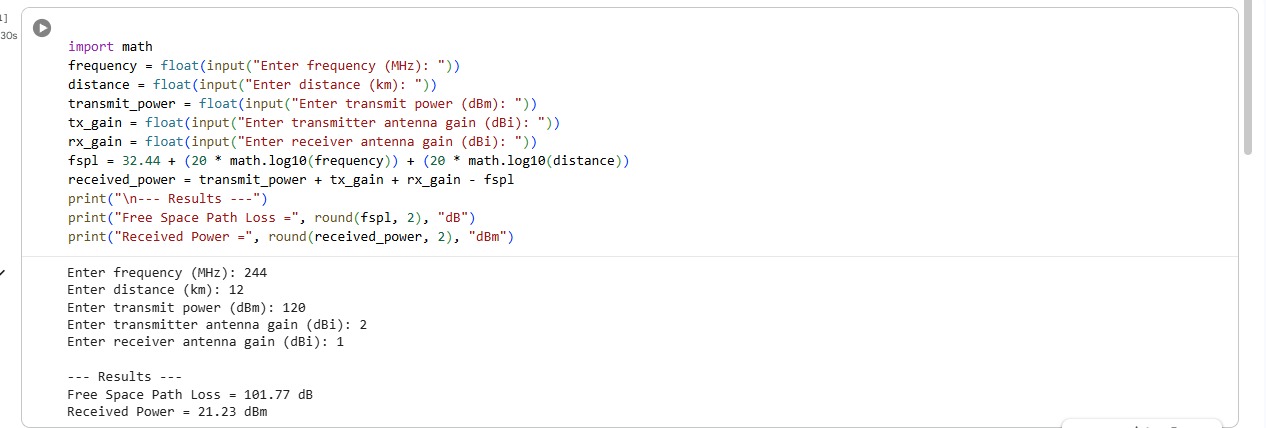 30s
import math
frequency = float(input("Enter frequency (MHz): "))
distance = float(input("Enter distance (km): "))
transmit_power = float(input("Enter transmit power (dBm): "))
tx_gain = float(input("Enter transmitter antenna gain (dBi): "))
rx_gain = float(input("Enter receiver antenna gain (dBi): "))
fspl = 32.44 + (20 * math.log10(frequency)) + (20 * math.log10(distance))
received_power = transmit_power + tx_gain + rx_gain - fspl
print("\n--- Results ---")
print("Free Space Path Loss =", round(fspl, 2), "dB")
print("Received Power =", round(received_power, 2), "dBm")
Enter frequency (MHz): 244
Enter distance (km): 12
Enter transmit power (dBm): 120
Enter transmitter antenna gain (dBi): 2
Enter receiver antenna gain (dBi): 1
--- Results ---
Free Space Path Loss = 101.77 dB
Received Power = 21.23 dBm